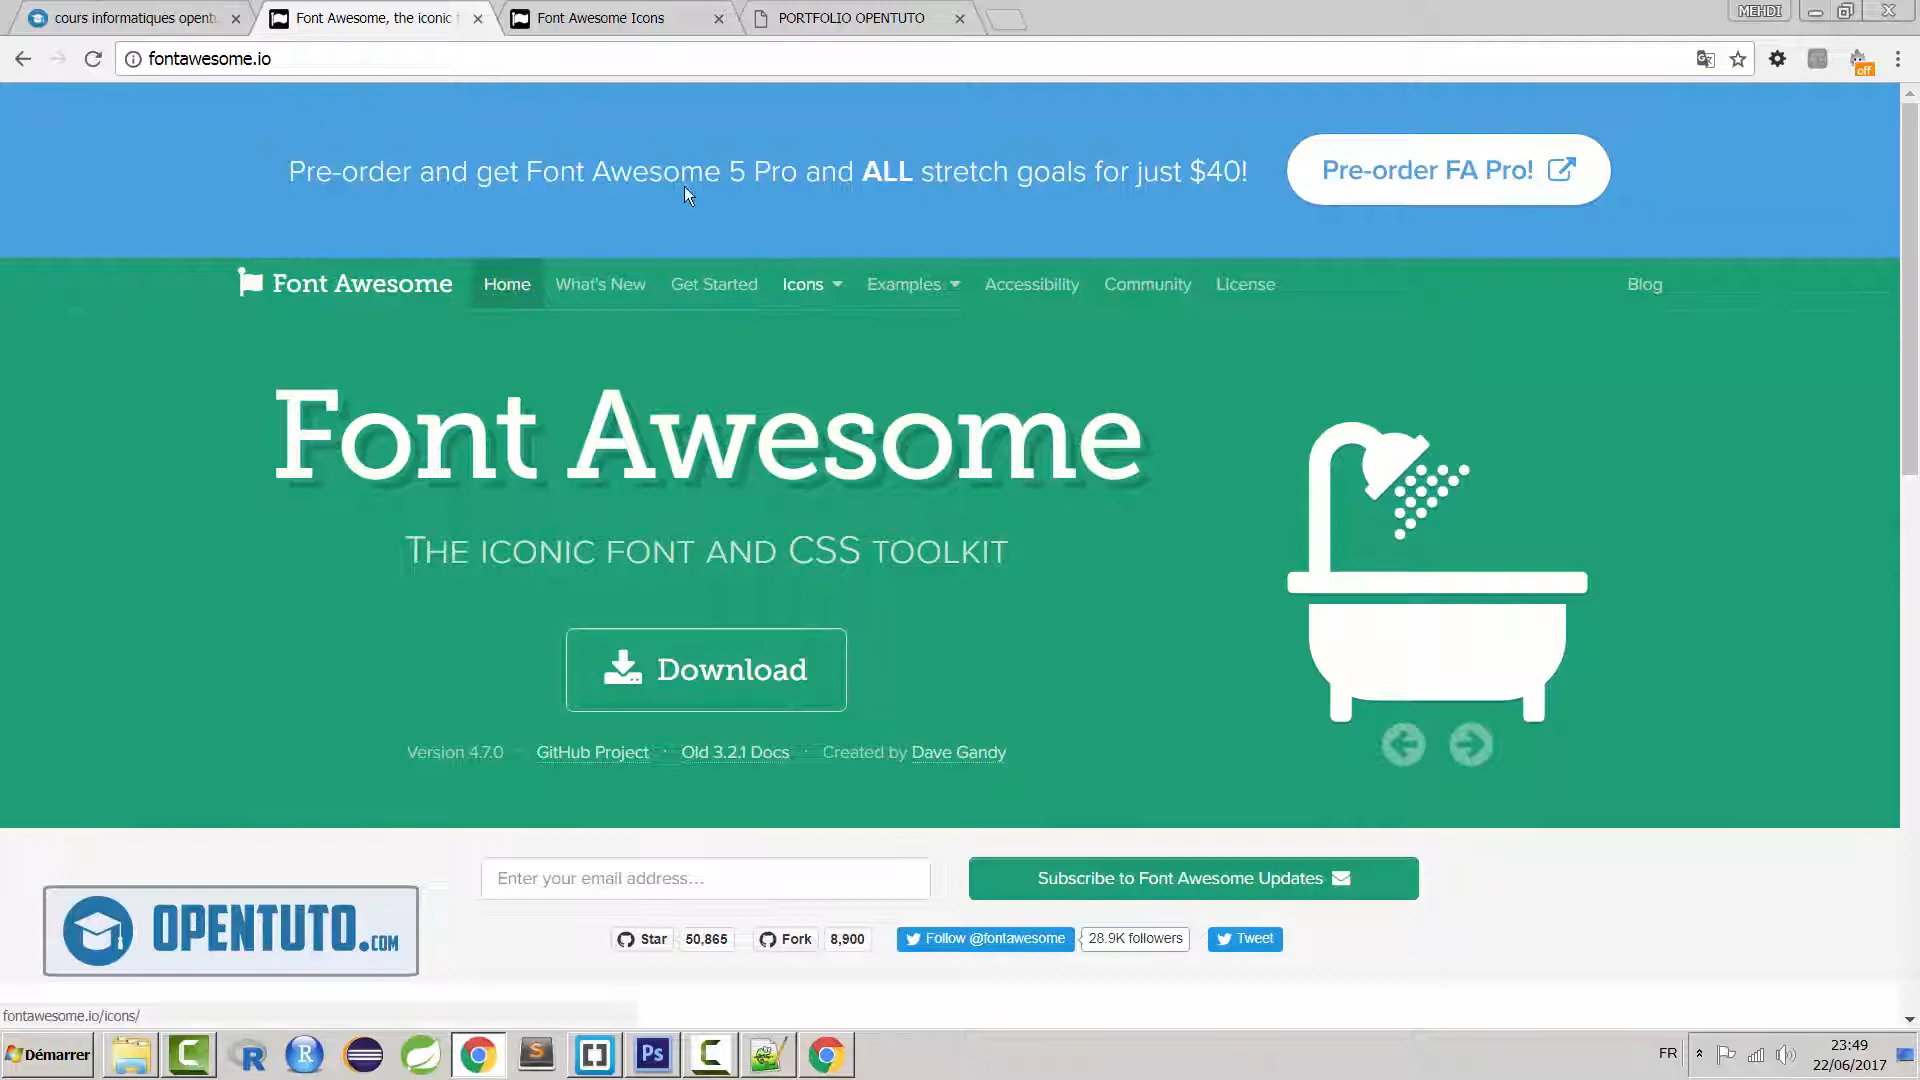 cours informatiques opentu
Font Awesome, the iconic f
Font Awesome Icons
PORTFOLIO OPENTUTO
MEHDI
fontawesome.io
off
Pre-order and get Font Awesome 5 Pro and ALL stretch goals for just $40!
Pre-order FA Pro!
Font Awesome
Home
What's New
Get Started
Icons
Examples
Accessibility
Community
License
Blog
Font Awesome
THE ICONIC FONT AND CSS TOOLKIT
Download
Version 4.7.0 · GitHub Project · Old 3.2.1 Docs · Created by Dave Gandy
Enter your email address...
Subscribe to Font Awesome Updates
OPENTUTO.COM
Star
50,865
Fork
8,900
Follow @fontawesome
28.9K followers
Tweet
fontawesome.io/icons/
Démarrer
Ps
FR
23:49
22/06/2017